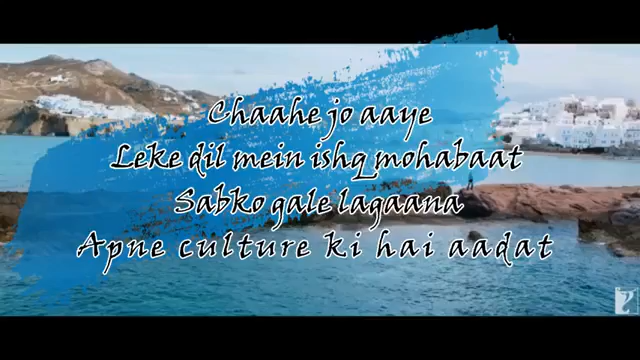 Chaahe jo aaye
Leke dil mein ishq mohabaat
Sabko gale lagaana
Apne culture ki hai aadat